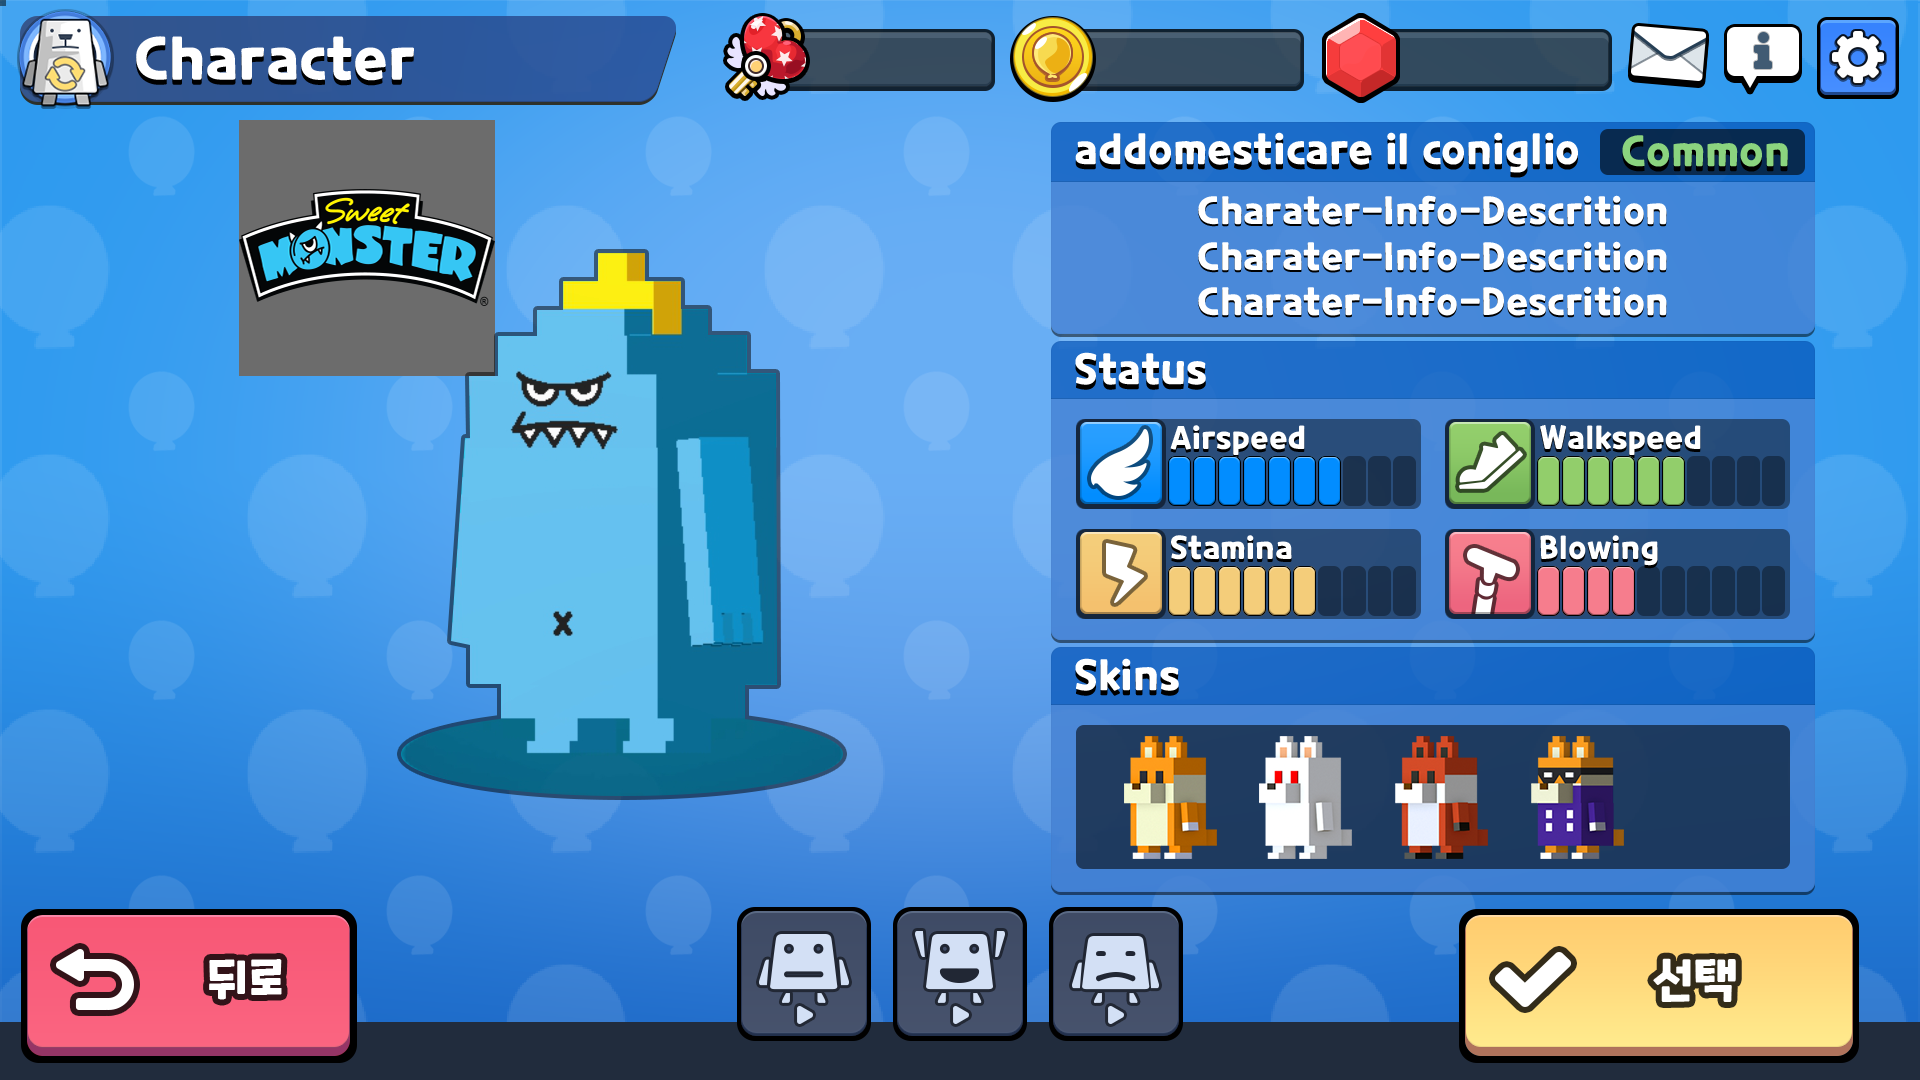 Character
Sweet
MONSTER
®
addomesticare il coniglio
Common
Charater-Info-Descrition
Charater-Info-Descrition
Charater-Info-Descrition
Status
Airspeed
Walkspeed
Stamina
Blowing
Skins
뒤로
선택